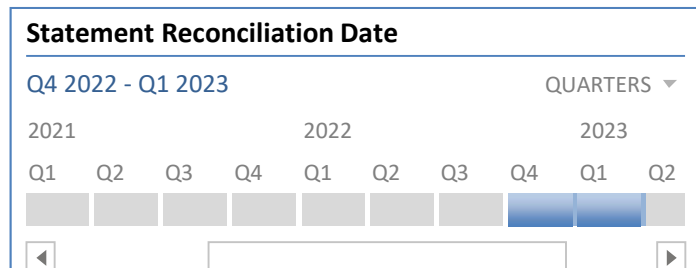 Statement Reconciliation Date
Q4 2022 - Q1 2023 QUARTERS
2021 2022 2023
Q1 Q2 Q3 Q4 Q1 Q2 Q3 Q4 Q1 Q2